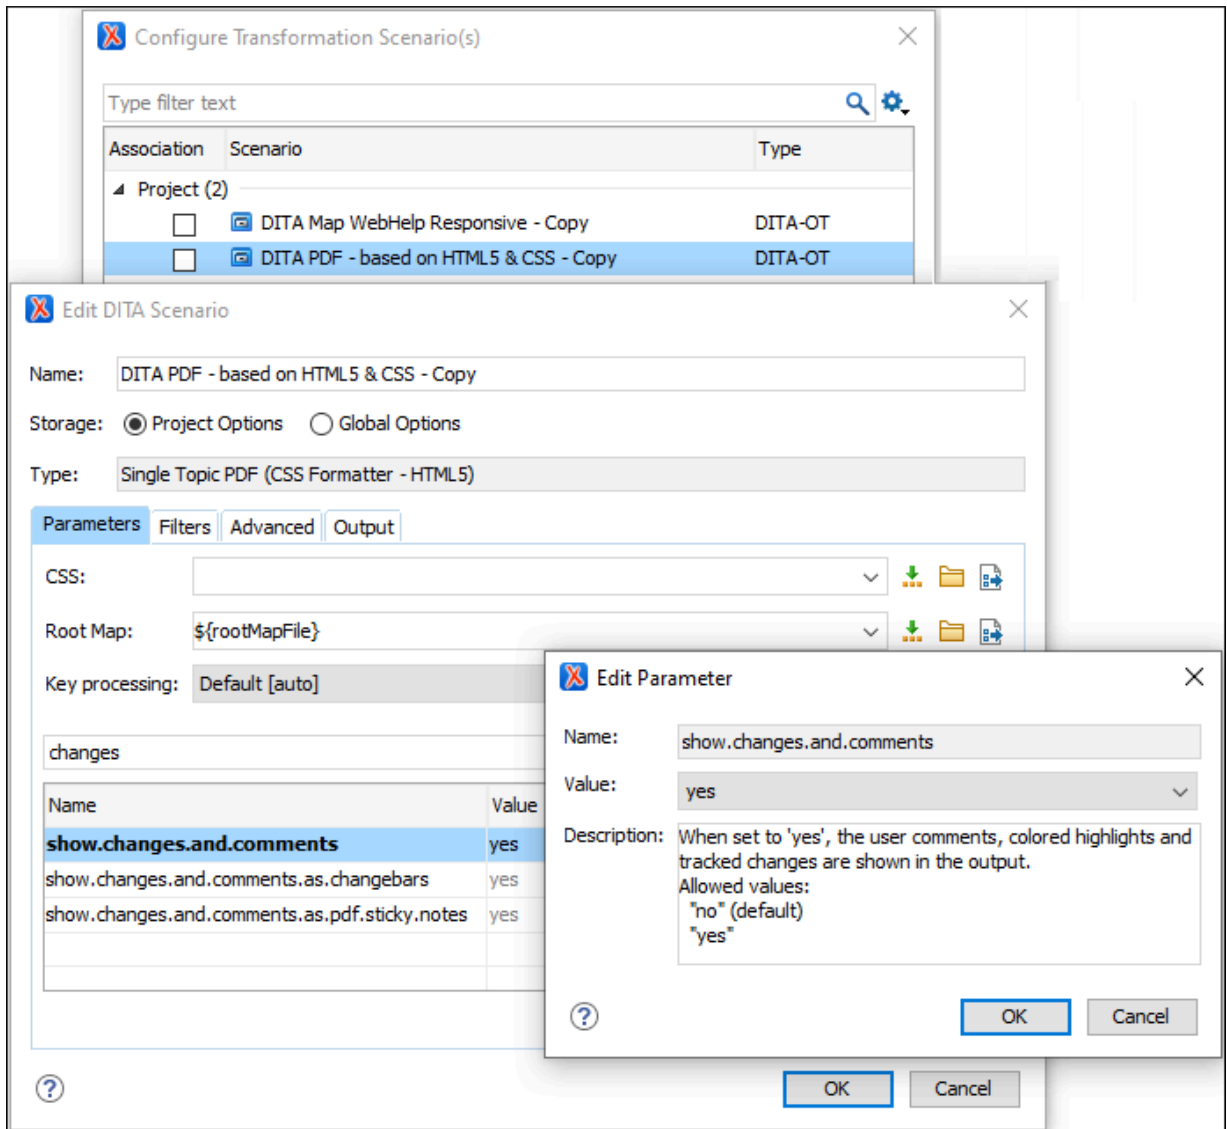 Configure Transformation Scenario(s)
Type filter text
Association Scenario Type
Project (2)
DITA Map WebHelp Responsive - Copy DITA-OT
DITA PDF - based on HTML5 & CSS - Copy DITA-OT
Edit DITA Scenario
Name: DITA PDF - based on HTML5 & CSS - Copy
Storage: Project Options Global Options
Type: Single Topic PDF (CSS Formatter - HTML5)
Parameters Filters Advanced Output
CSS:
Root Map: ${rootMapFile}
Key processing: Default [auto]
changes
Name Value
show.changes.and.comments yes
show.changes.and.comments.as.changebars yes
show.changes.and.comments.as.pdf.sticky.notes yes
OK Cancel
Edit Parameter
Name: show.changes.and.comments
Value: yes
Description: When set to 'yes', the user comments, colored highlights and
tracked changes are shown in the output.
Allowed values:
"no" (default)
"yes"
OK Cancel